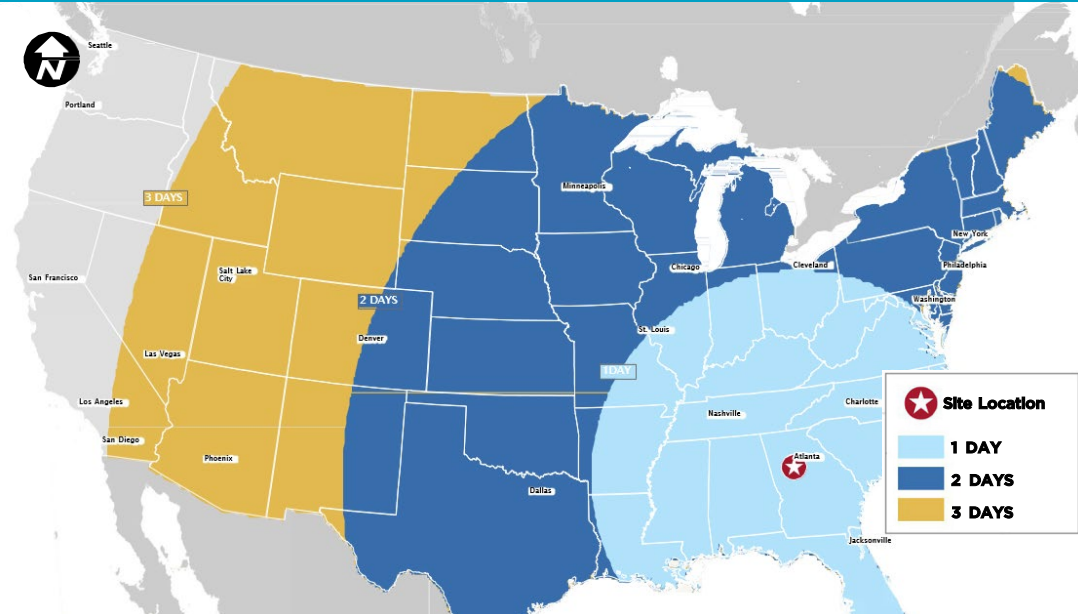 N
Seattle
Portland
3 DAYS
San Francisco
Salt Lake
City
2 DAYS
Denver
Las Vegas
Los Angeles
San Diego
Phoenix
Minneapolis
Chicago
Cleveland
New York
Philadelphia
Washington
St. Louis
1DAY
Nashville
Charlotte
Atlanta
Dallas
Jacksonville
Site Location
1 DAY
2 DAYS
3 DAYS